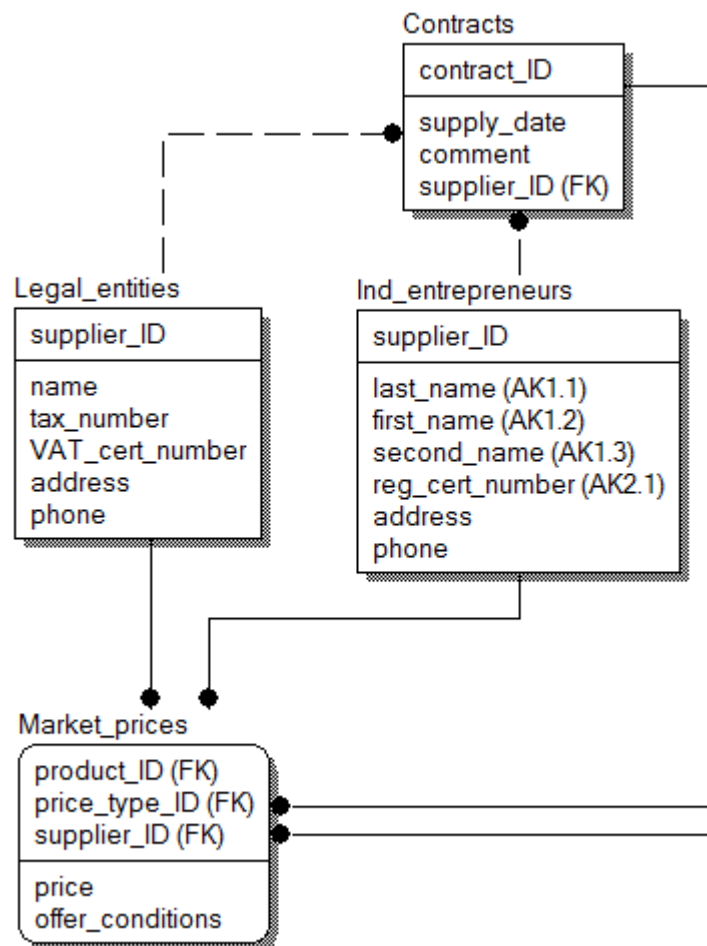 Contracts
contract_ID
supply_date
comment
supplier_ID (FK)
Legal_entities
supplier_ID
name
tax_number
VAT_cert_number
address
phone
Ind_entrepreneurs
supplier_ID
last_name (AK1.1)
first_name (AK1.2)
second_name (AK1.3)
reg_cert_number (AK2.1)
address
phone
Market_prices
product_ID (FK)
price_type_ID (FK)
supplier_ID (FK)
price
offer_conditions